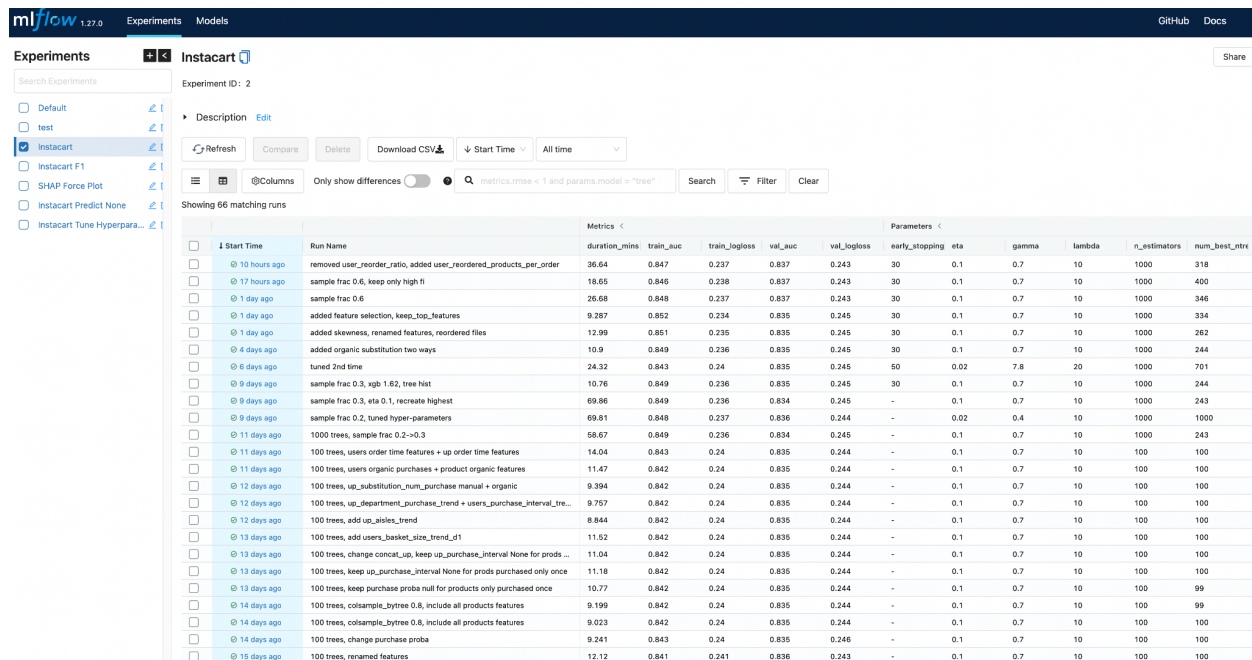 mlflow 1.27.0 Experiments Models GitHub Docs
Experiments
Search Experiments
Default
test
Instacart
Instacart F1
SHAP Force Plot
Instacart Predict None
Instacart Tune Hyperpara...
Instacart
Share
Experiment ID: 2
Description Edit
Refresh Compare Delete Download CSV Start Time All time
Columns Only show differences metrics.rmse < 1 and params.model = "tree" Search Filter Clear
Showing 66 matching runs
Metrics Parameters
Start Time Run Name duration_mins train_auc train_logloss val_auc val_logloss early_stopping eta gamma lambda n_estimators num_best_ntre
10 hours ago removed user_reorder_ratio, added user_reordered_products_per_order 36.64 0.847 0.237 0.837 0.243 30 0.1 0.7 10 1000 318
17 hours ago sample frac 0.6, keep only high fi 18.65 0.846 0.238 0.837 0.243 30 0.1 0.7 10 1000 400
1 day ago sample frac 0.6 26.68 0.848 0.237 0.837 0.243 30 0.1 0.7 10 1000 346
1 day ago added feature selection, keep_top_features 9.287 0.852 0.234 0.835 0.245 30 0.1 0.7 10 1000 334
1 day ago added skewness, renamed features, reordered files 12.99 0.851 0.235 0.835 0.245 30 0.1 0.7 10 1000 262
4 days ago added organic substitution two ways 10.9 0.849 0.236 0.835 0.245 30 0.1 0.7 10 1000 244
6 days ago tuned 2nd time 24.32 0.843 0.24 0.835 0.245 50 0.02 7.8 20 1000 701
9 days ago sample frac 0.3, xgb 1.62, tree hist 10.76 0.849 0.236 0.835 0.245 30 0.1 0.7 10 1000 244
9 days ago sample frac 0.3, eta 0.1, recreate highest 69.86 0.849 0.236 0.834 0.245 - 0.1 0.7 10 1000 243
9 days ago sample frac 0.2, tuned hyper-parameters 69.81 0.848 0.237 0.836 0.244 - 0.02 0.4 10 1000 1000
11 days ago 1000 trees, sample frac 0.2->0.3 58.67 0.849 0.236 0.834 0.245 - 0.1 0.7 10 1000 243
11 days ago 100 trees, users order time features + up order time features 14.04 0.843 0.24 0.835 0.244 - 0.1 0.7 10 100 100
11 days ago 100 trees, users organic purchases + product organic features 11.47 0.842 0.24 0.835 0.244 - 0.1 0.7 10 100 100
12 days ago 100 trees, up_substitution_num_purchase manual + organic 9.394 0.842 0.24 0.835 0.244 - 0.1 0.7 10 100 100
12 days ago 100 trees, up_department_purchase_trend + users_purchase_interval_tre... 9.757 0.842 0.24 0.835 0.244 - 0.1 0.7 10 100 100
12 days ago 100 trees, add up_aisles_trend 8.844 0.842 0.24 0.835 0.244 - 0.1 0.7 10 100 100
13 days ago 100 trees, add users_basket_size_trend_d1 11.52 0.842 0.24 0.835 0.244 - 0.1 0.7 10 100 100
13 days ago 100 trees, change concat_up, keep up_purchase_interval None for prods ... 11.04 0.842 0.24 0.835 0.244 - 0.1 0.7 10 100 100
13 days ago 100 trees, keep up_purchase_interval None for prods purchased only once 11.18 0.842 0.24 0.835 0.244 - 0.1 0.7 10 100 100
13 days ago 100 trees, keep purchase proba null for products only purchased once 10.77 0.842 0.24 0.835 0.244 - 0.1 0.7 10 100 99
14 days ago 100 trees, colsample_bytree 0.8, include all products features 9.199 0.842 0.24 0.835 0.244 - 0.1 0.7 10 100 99
14 days ago 100 trees, colsample_bytree 0.8, include all products features 9.023 0.842 0.24 0.835 0.244 - 0.1 0.7 10 100 100
14 days ago 100 trees, change purchase proba 9.241 0.843 0.24 0.835 0.246 - 0.1 0.7 10 100 100
15 days ago 100 trees, renamed features 12.12 0.841 0.241 0.836 0.243 - 0.1 0.7 10 100 100